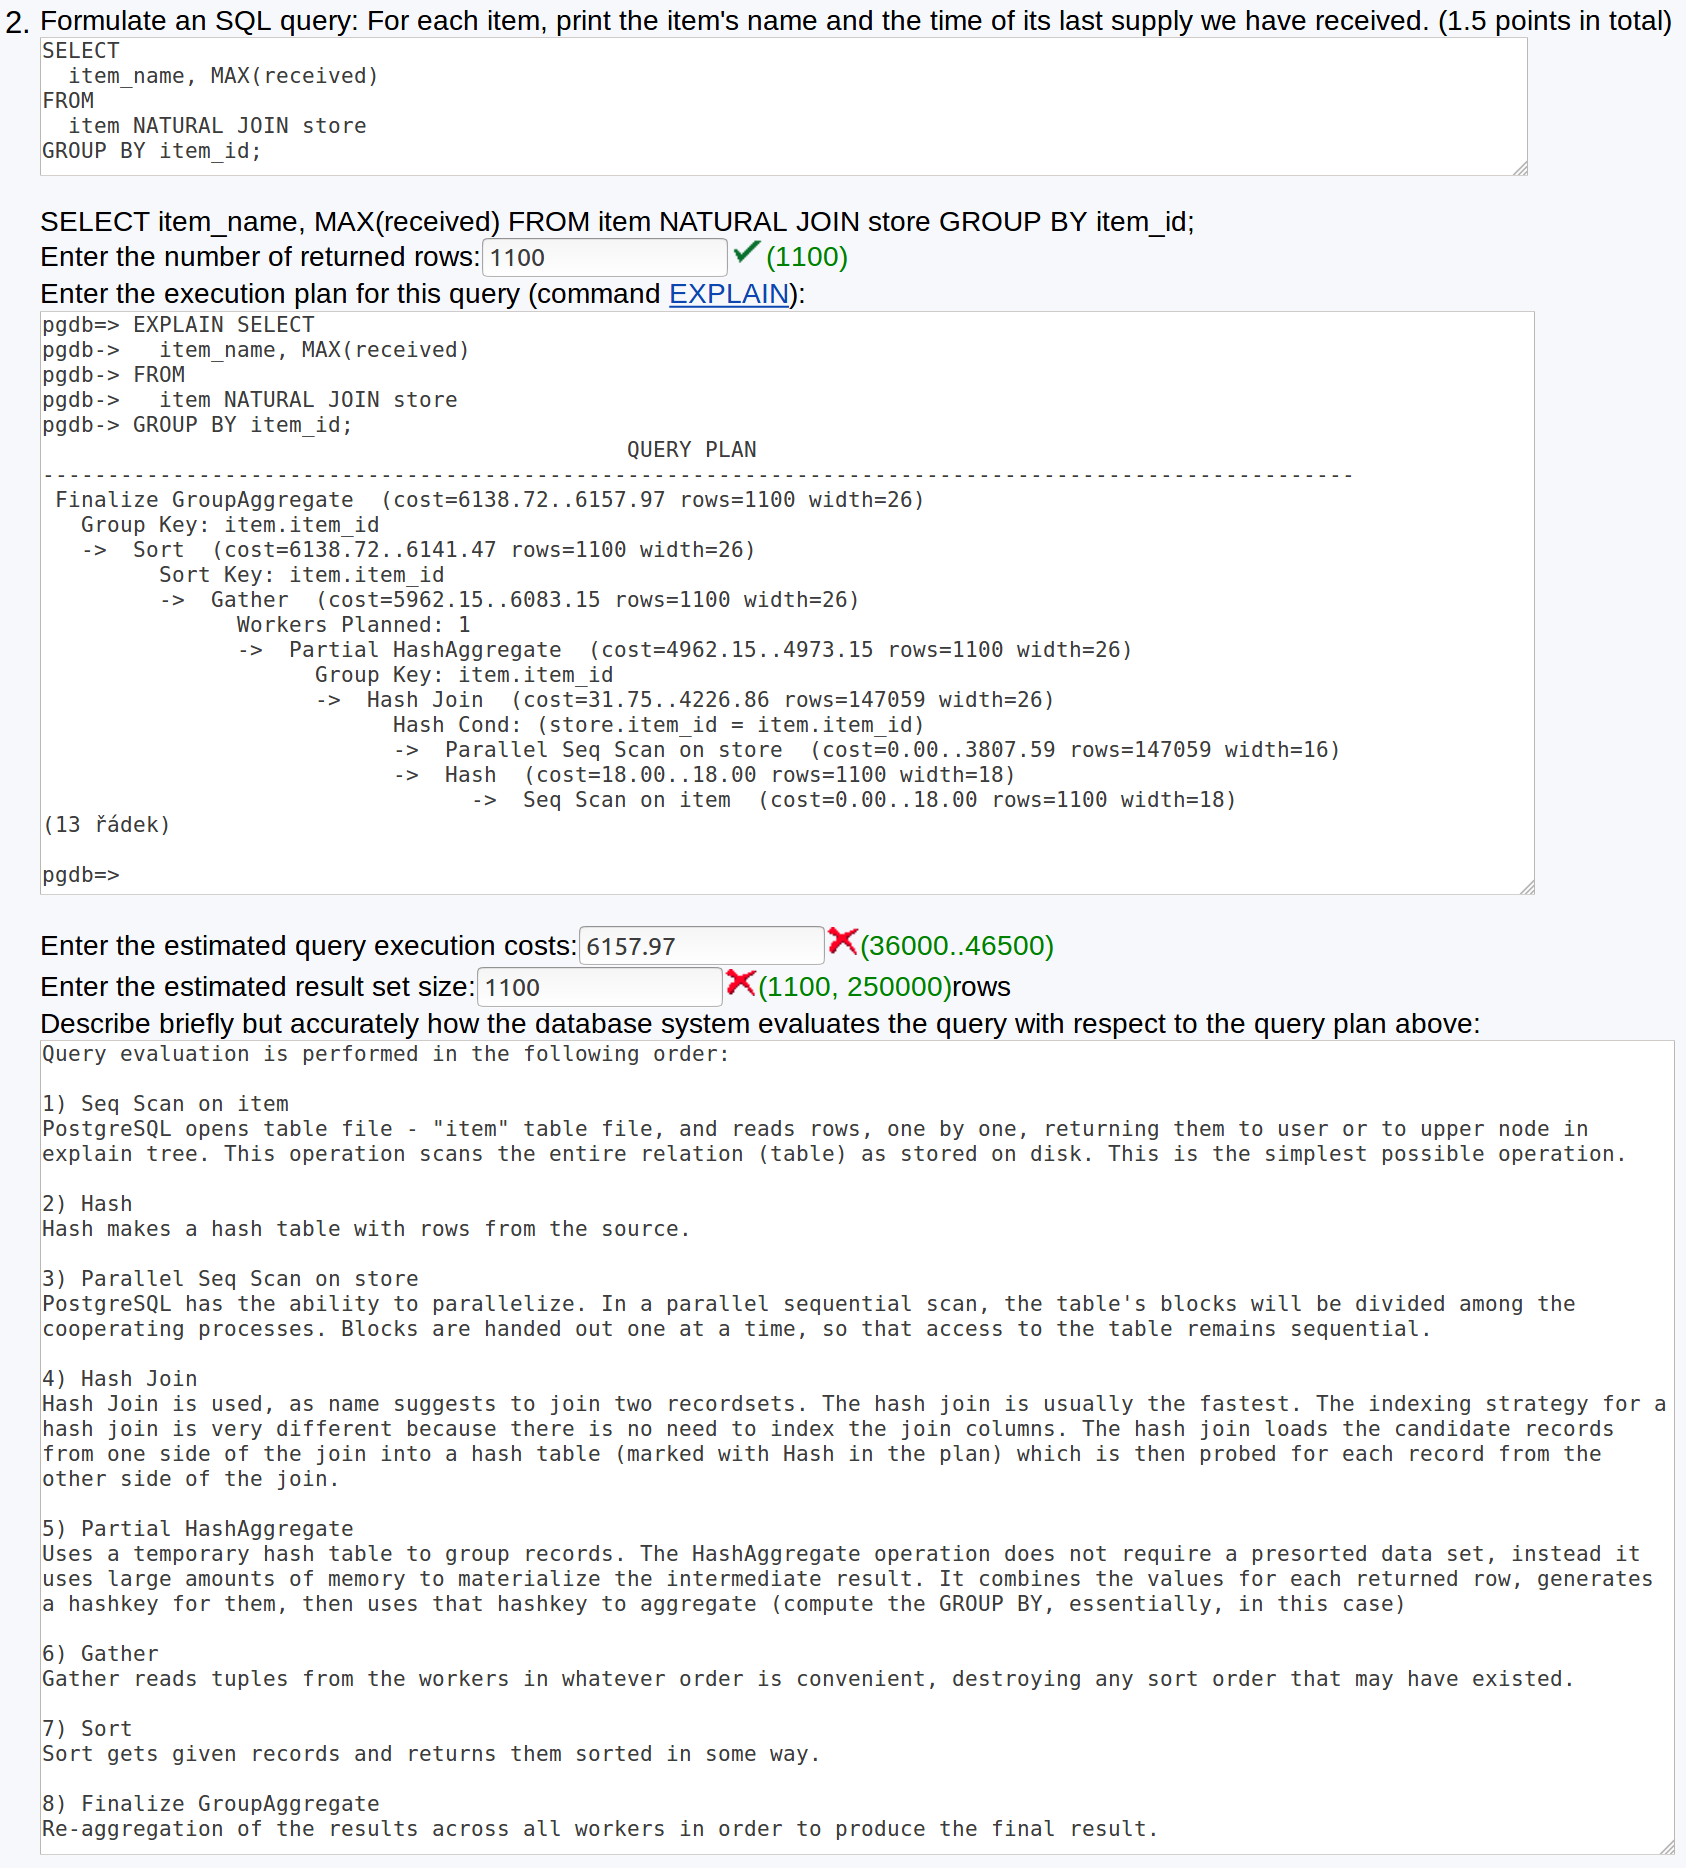 2. Formulate an SQL query: For each item, print the item's name and the time of its last supply we have received. (1.5 points in total)
SELECT
  item_name, MAX(received)
FROM
  item NATURAL JOIN store
GROUP BY item_id;
SELECT item_name, MAX(received) FROM item NATURAL JOIN store GROUP BY item_id;
Enter the number of returned rows: 1100 (1100)
Enter the execution plan for this query (command EXPLAIN):
pgdb=> EXPLAIN SELECT
pgdb->   item_name, MAX(received)
pgdb-> FROM
pgdb->   item NATURAL JOIN store
pgdb-> GROUP BY item_id;
                                             QUERY PLAN
-----------------------------------------------------------------------------------------------------
 Finalize GroupAggregate  (cost=6138.72..6157.97 rows=1100 width=26)
   Group Key: item.item_id
   ->  Sort  (cost=6138.72..6141.47 rows=1100 width=26)
         Sort Key: item.item_id
         ->  Gather  (cost=5962.15..6083.15 rows=1100 width=26)
               Workers Planned: 1
               ->  Partial HashAggregate  (cost=4962.15..4973.15 rows=1100 width=26)
                     Group Key: item.item_id
                     ->  Hash Join  (cost=31.75..4226.86 rows=147059 width=26)
                           Hash Cond: (store.item_id = item.item_id)
                           ->  Parallel Seq Scan on store  (cost=0.00..3807.59 rows=147059 width=16)
                           ->  Hash  (cost=18.00..18.00 rows=1100 width=18)
                                 ->  Seq Scan on item  (cost=0.00..18.00 rows=1100 width=18)
(13 řádek)
pgdb=>
Enter the estimated query execution costs: 6157.97 (36000..46500)
Enter the estimated result set size: 1100 (1100, 250000)rows
Describe briefly but accurately how the database system evaluates the query with respect to the query plan above:
Query evaluation is performed in the following order:
1) Seq Scan on item
PostgreSQL opens table file - "item" table file, and reads rows, one by one, returning them to user or to upper node in
explain tree. This operation scans the entire relation (table) as stored on disk. This is the simplest possible operation.
2) Hash
Hash makes a hash table with rows from the source.
3) Parallel Seq Scan on store
PostgreSQL has the ability to parallelize. In a parallel sequential scan, the table's blocks will be divided among the
cooperating processes. Blocks are handed out one at a time, so that access to the table remains sequential.
4) Hash Join
Hash Join is used, as name suggests to join two recordsets. The hash join is usually the fastest. The indexing strategy for a
hash join is very different because there is no need to index the join columns. The hash join loads the candidate records
from one side of the join into a hash table (marked with Hash in the plan) which is then probed for each record from the
other side of the join.
5) Partial HashAggregate
Uses a temporary hash table to group records. The HashAggregate operation does not require a presorted data set, instead it
uses large amounts of memory to materialize the intermediate result. It combines the values for each returned row, generates
a hashkey for them, then uses that hashkey to aggregate (compute the GROUP BY, essentially, in this case)
6) Gather
Gather reads tuples from the workers in whatever order is convenient, destroying any sort order that may have existed.
7) Sort
Sort gets given records and returns them sorted in some way.
8) Finalize GroupAggregate
Re-aggregation of the results across all workers in order to produce the final result.